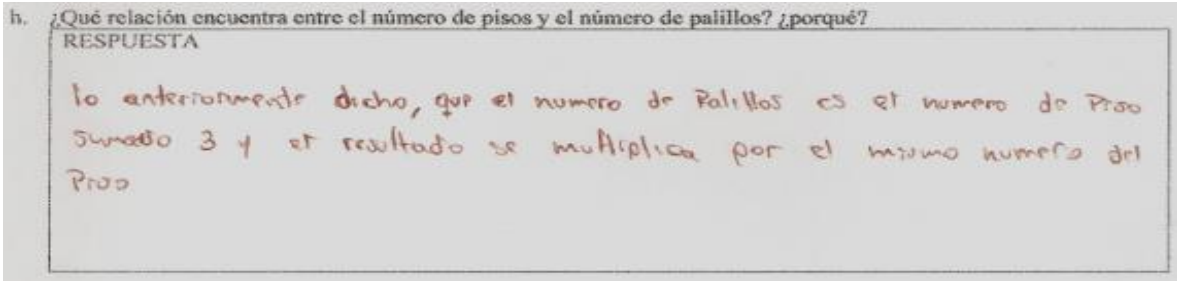 h. ¿Qué relación encuentra entre el número de pisos y el número de palillos? ¿porqué?
RESPUESTA
lo anteriormente dicho, que el numero de Palillos es el numero de Piso
sumado 3 y el resultado se multiplica por el mismo numero del
Piso